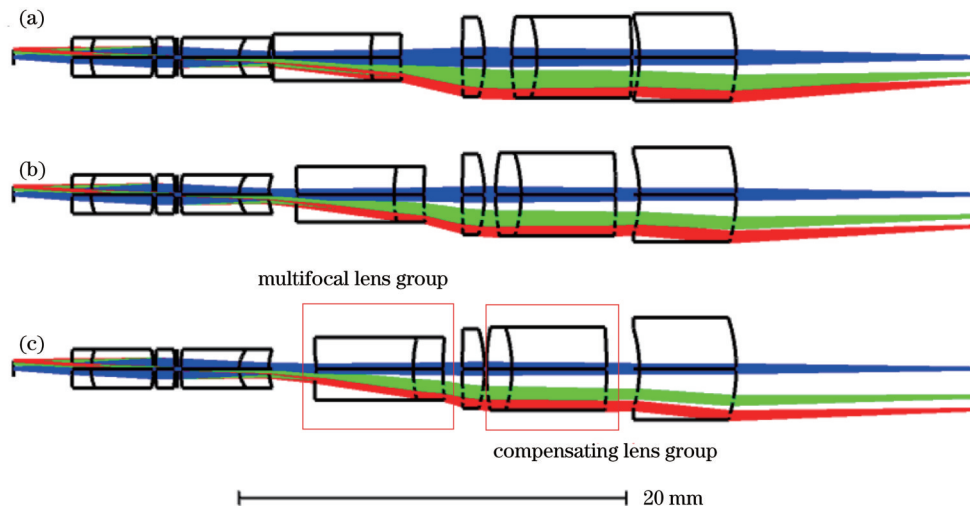 (a)
(b)
multifocal lens group
(c)
compensating lens group
20 mm